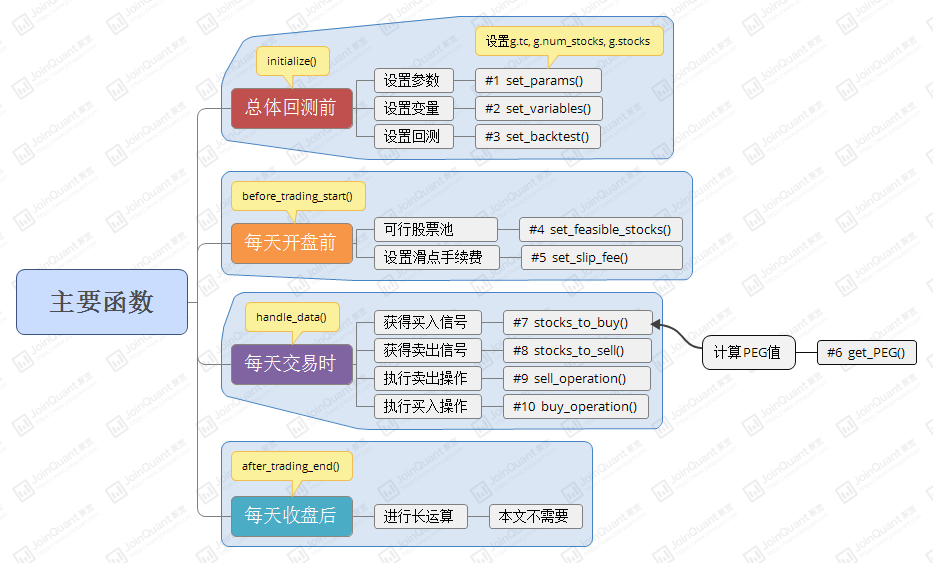 设置g.tc, g.num_stocks, g.stocks
initialize()
总体回测前
设置参数
#1 set_params()
设置变量
#2 set_variables()
设置回测
#3 set_backtest()
before_trading_start()
每天开盘前
可行股票池
#4 set_feasible_stocks()
设置滑点手续费
#5 set_slip_fee()
主要函数
handle_data()
每天交易时
获得买入信号
#7 stocks_to_buy()
获得卖出信号
#8 stocks_to_sell()
执行卖出操作
#9 sell_operation()
执行买入操作
#10 buy_operation()
计算PEG值
#6 get_PEG()
after_trading_end()
每天收盘后
进行长运算
本文不需要
JoinQuant 聚宽